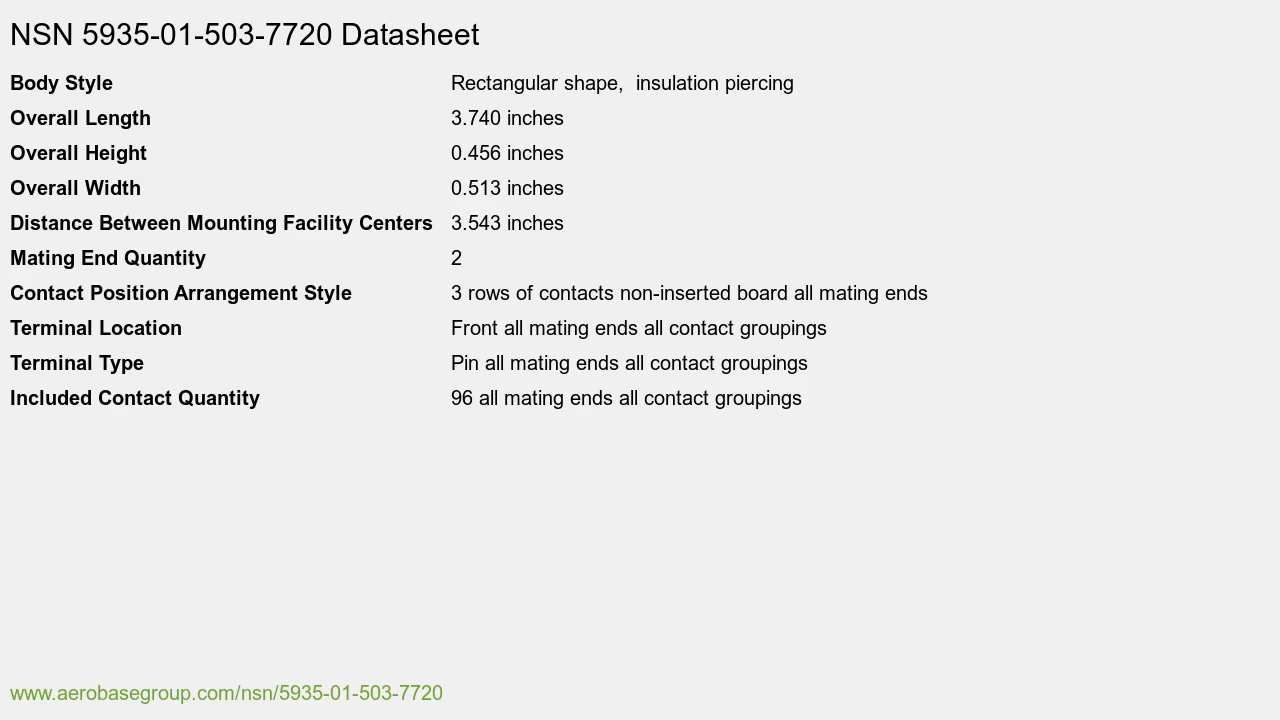 NSN 5935-01-503-7720 Datasheet
Body Style Rectangular shape,  insulation piercing
Overall Length 3.740 inches
Overall Height 0.456 inches
Overall Width 0.513 inches
Distance Between Mounting Facility Centers 3.543 inches
Mating End Quantity 2
Contact Position Arrangement Style 3 rows of contacts non-inserted board all mating ends
Terminal Location Front all mating ends all contact groupings
Terminal Type Pin all mating ends all contact groupings
Included Contact Quantity 96 all mating ends all contact groupings
www.aerobasegroup.com/nsn/5935-01-503-7720